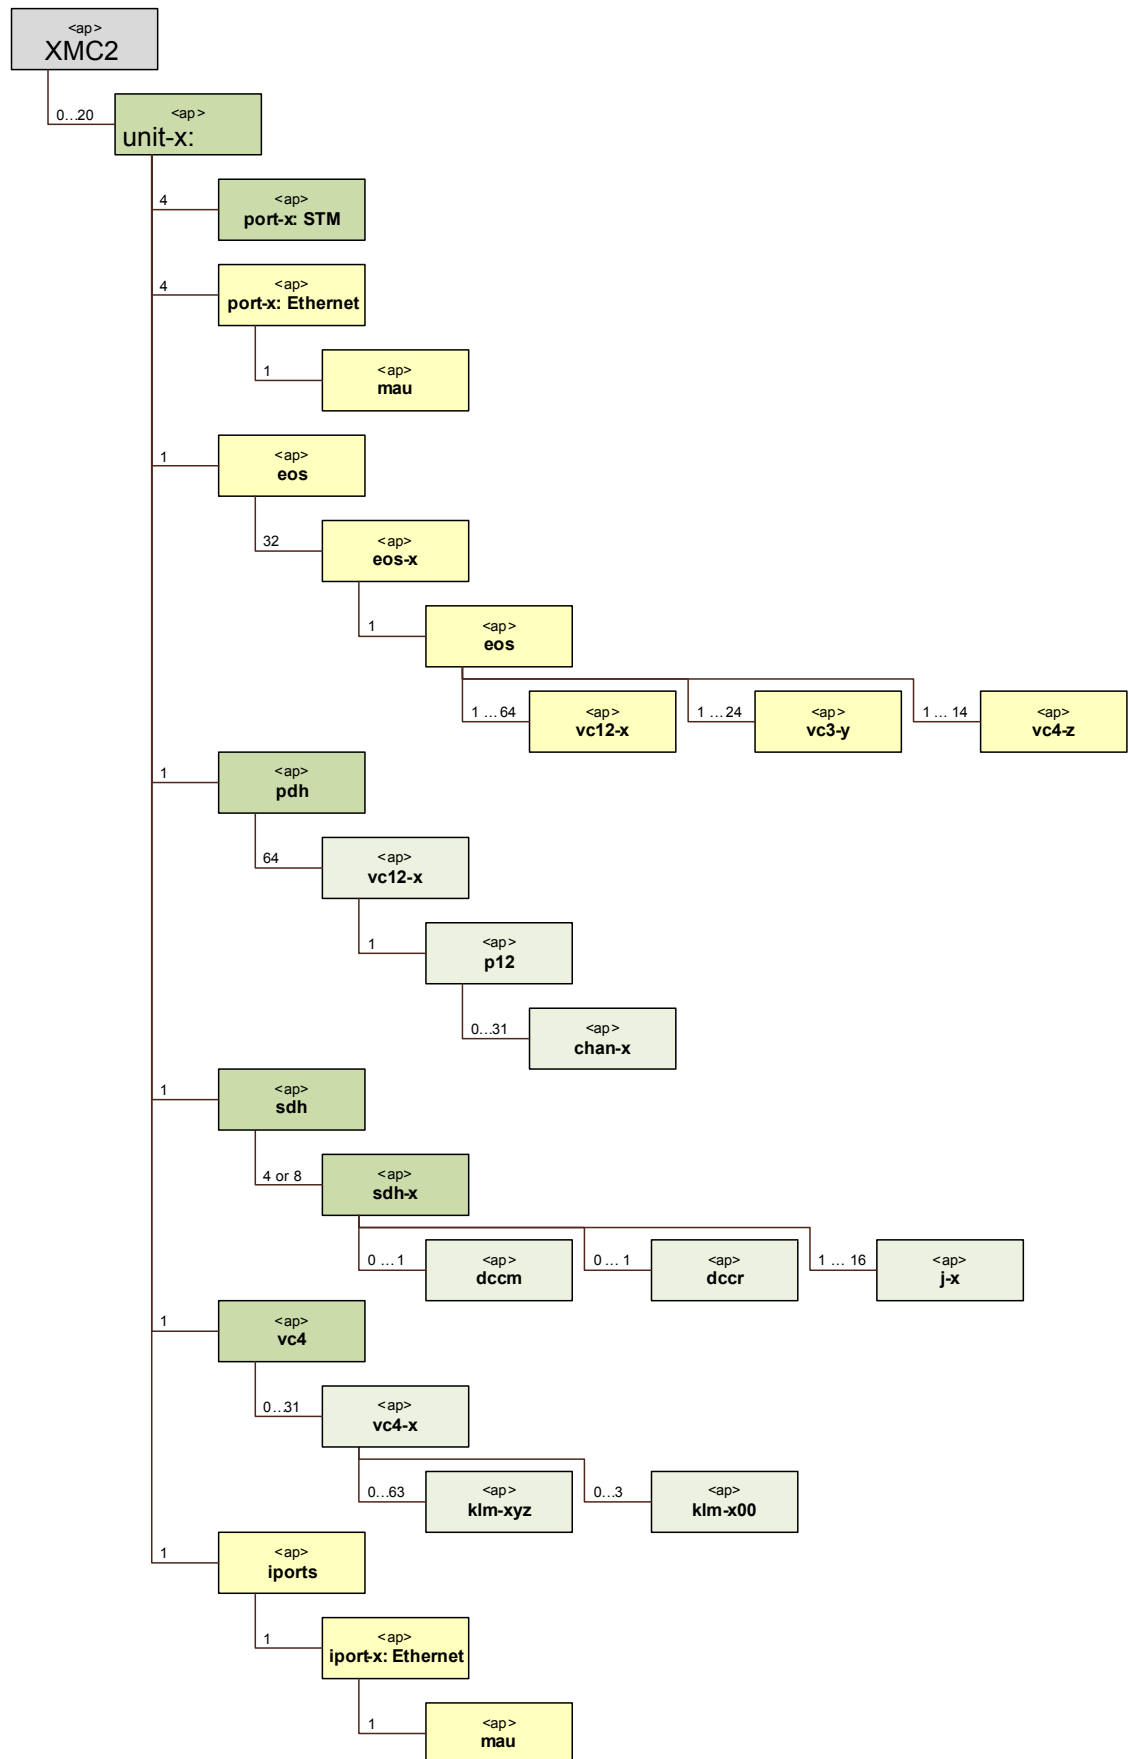 <ap>
XMC2
0...20
<ap>
unit-x:
4
<ap>
port-x: STM
4
<ap>
port-x: Ethernet
1
<ap>
mau
1
<ap>
eos
32
<ap>
eos-x
1
<ap>
eos
1 ... 64
<ap>
vc12-x
1 ... 24
<ap>
vc3-y
1 ... 14
<ap>
vc4-z
1
<ap>
pdh
64
<ap>
vc12-x
1
<ap>
p12
0...31
<ap>
chan-x
1
<ap>
sdh
4 or 8
<ap>
sdh-x
0 ... 1
<ap>
dccm
0 ... 1
<ap>
dccr
1 ... 16
<ap>
j-x
1
<ap>
vc4
0...31
<ap>
vc4-x
0...63
<ap>
klm-xyz
0...3
<ap>
klm-x00
1
<ap>
iports
1
<ap>
iport-x: Ethernet
1
<ap>
mau